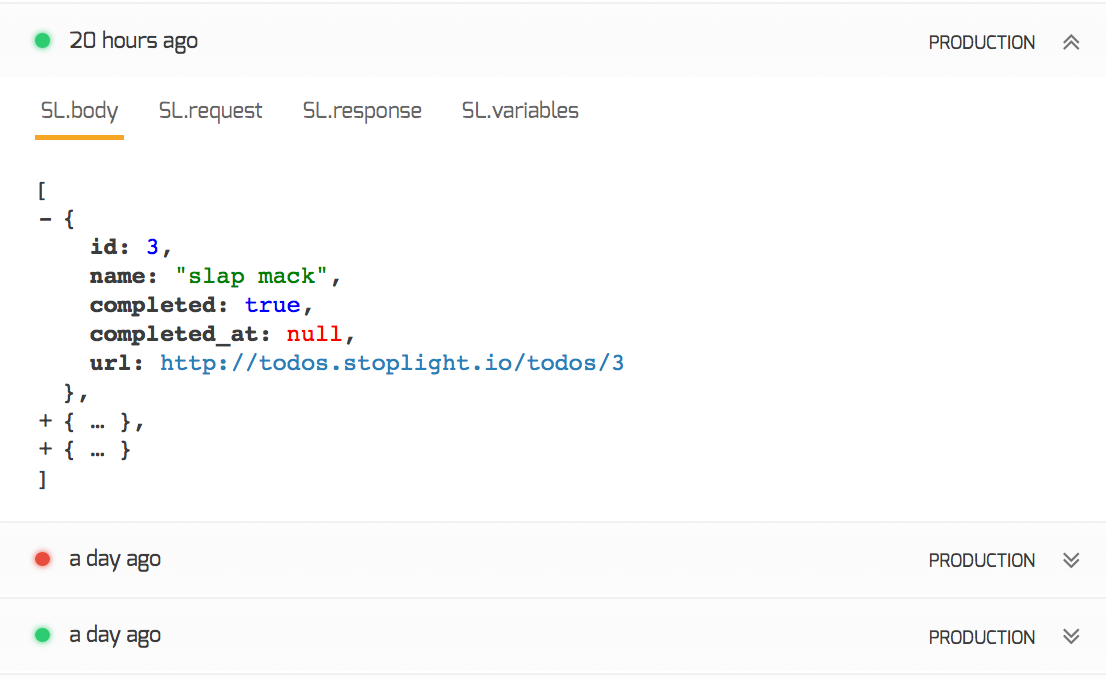 20 hours ago PRODUCTION
SL.body SL.request SL.response SL.variables
[
- {
id: 3,
name: "slap mack",
completed: true,
completed_at: null,
url: http://todos.stoplight.io/todos/3
},
+ { … },
+ { … }
]
a day ago PRODUCTION
a day ago PRODUCTION